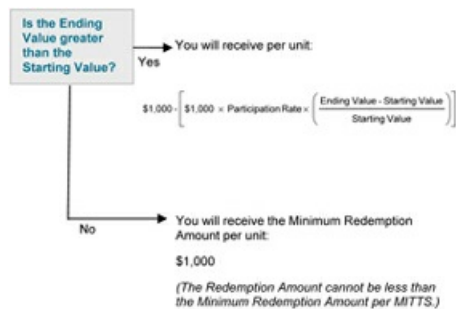 Is the Ending
Value greater
than the
Starting Value?
Yes
You will receive per unit:
$1,000 - [$1,000 × Participation Rate × (Ending Value - Starting Value
Starting Value)]
No
You will receive the Minimum Redemption
Amount per unit:
$1,000
(The Redemption Amount cannot be less than
the Minimum Redemption Amount per MITTS.)